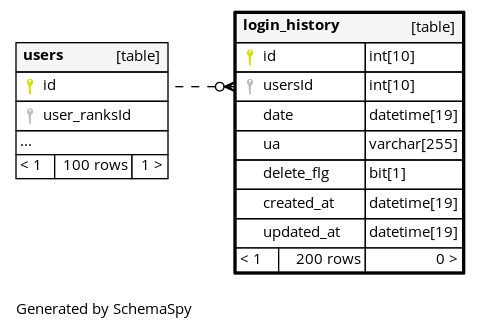 users [table]
id
user_ranksId
...
< 1 100 rows 1 >
login_history [table]
id int[10]
usersId int[10]
date datetime[19]
ua varchar[255]
delete_flg bit[1]
created_at datetime[19]
updated_at datetime[19]
< 1 200 rows 0 >
Generated by SchemaSpy